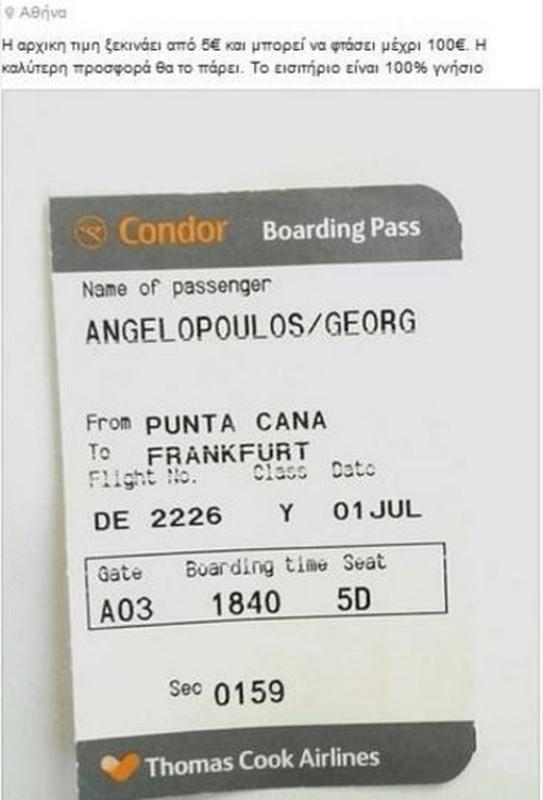 Αθήνα
Η αρχικη τιμη ξεκινάει από 5€ και μπορεί να φτάσει μέχρι 100€. Η
καλύτερη προσφορά θα το πάρει. Το εισιτήριο είναι 100% γνήσιο
Condor Boarding Pass
Name of passenger
ANGELOPOULOS/GEORG
From PUNTA CANA
To FRANKFURT
Flight No. Class Date
DE 2226 Y 01JUL
Gate Boarding time Seat
A03 1840 5D
Sec 0159
Thomas Cook Airlines